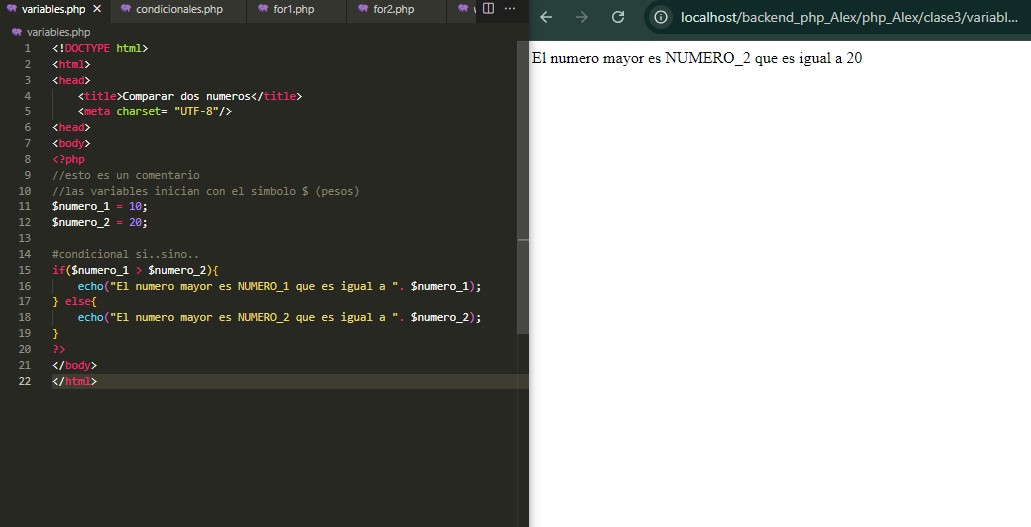 variables.php
condicionales.php
for1.php
for2.php
variables.php
1 <!DOCTYPE html>
2 <html>
3 <head>
4 <title>Comparar dos numeros</title>
5 <meta charset= "UTF-8"/>
6 <head>
7 <body>
8 <?php
9 //esto es un comentario
10 //las variables inician con el simbolo $ (pesos)
11 $numero_1 = 10;
12 $numero_2 = 20;
13
14 #condicional si..sino..
15 if($numero_1 > $numero_2){
16 echo("El numero mayor es NUMERO_1 que es igual a ". $numero_1);
17 } else{
18 echo("El numero mayor es NUMERO_2 que es igual a ". $numero_2);
19 }
20 ?>
21 </body>
22 </html>
localhost/backend_php_Alex/php_Alex/clase3/variabl...
El numero mayor es NUMERO_2 que es igual a 20